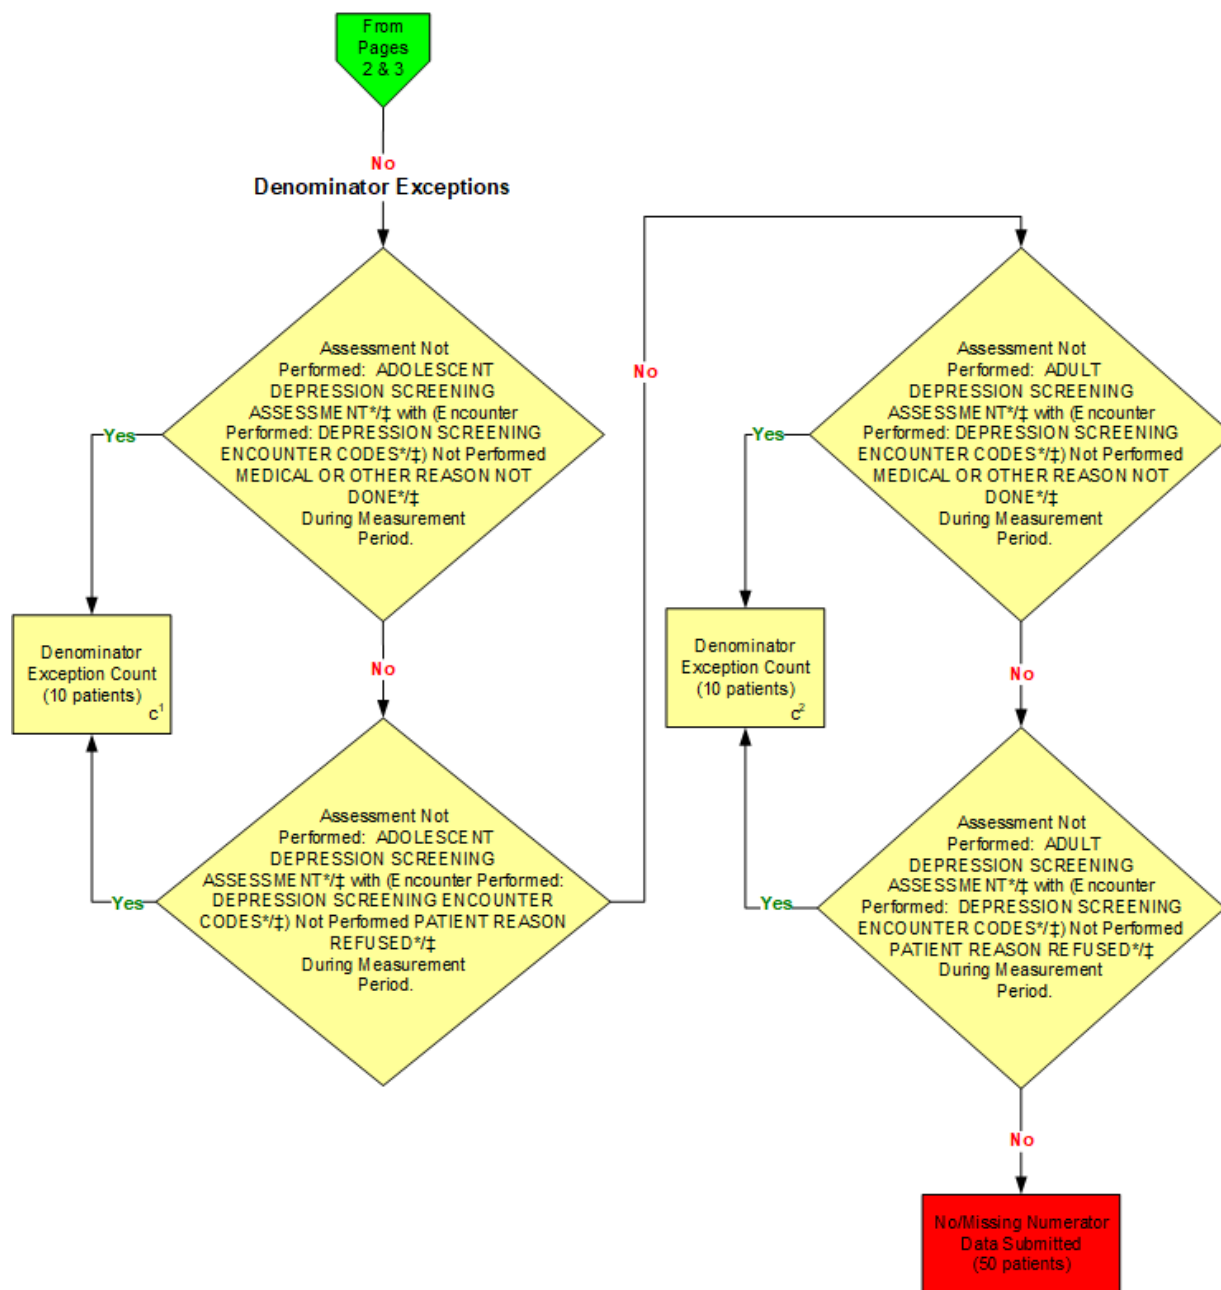 From
Pages
2 & 3
No
Denominator Exceptions
Assessment Not
Performed: ADOLESCENT
DEPRESSION SCREENING
ASSESSMENT*/‡ with (Encounter
Performed: DEPRESSION SCREENING
ENCOUNTER CODES*/‡) Not Performed
MEDICAL OR OTHER REASON NOT
DONE*/‡
During Measurement
Period.
Yes
Denominator
Exception Count
(10 patients)
c¹
No
Assessment Not
Performed: ADOLESCENT
DEPRESSION SCREENING
ASSESSMENT*/‡ with (Encounter Performed:
DEPRESSION SCREENING ENCOUNTER
CODES*/‡) Not Performed PATIENT REASON
REFUSED*/‡
During Measurement
Period.
Yes
No
Assessment Not
Performed: ADULT
DEPRESSION SCREENING
ASSESSMENT*/‡ with (Encounter
Performed: DEPRESSION SCREENING
ENCOUNTER CODES*/‡) Not Performed
MEDICAL OR OTHER REASON NOT
DONE*/‡
During Measurement
Period.
Yes
Denominator
Exception Count
(10 patients)
c²
No
Assessment Not
Performed: ADULT
DEPRESSION SCREENING
ASSESSMENT*/‡ with (Encounter
Performed: DEPRESSION SCREENING
ENCOUNTER CODES*/‡) Not Performed
PATIENT REASON REFUSED*/‡
During Measurement
Period.
Yes
No
No/Missing Numerator
Data Submitted
(50 patients)